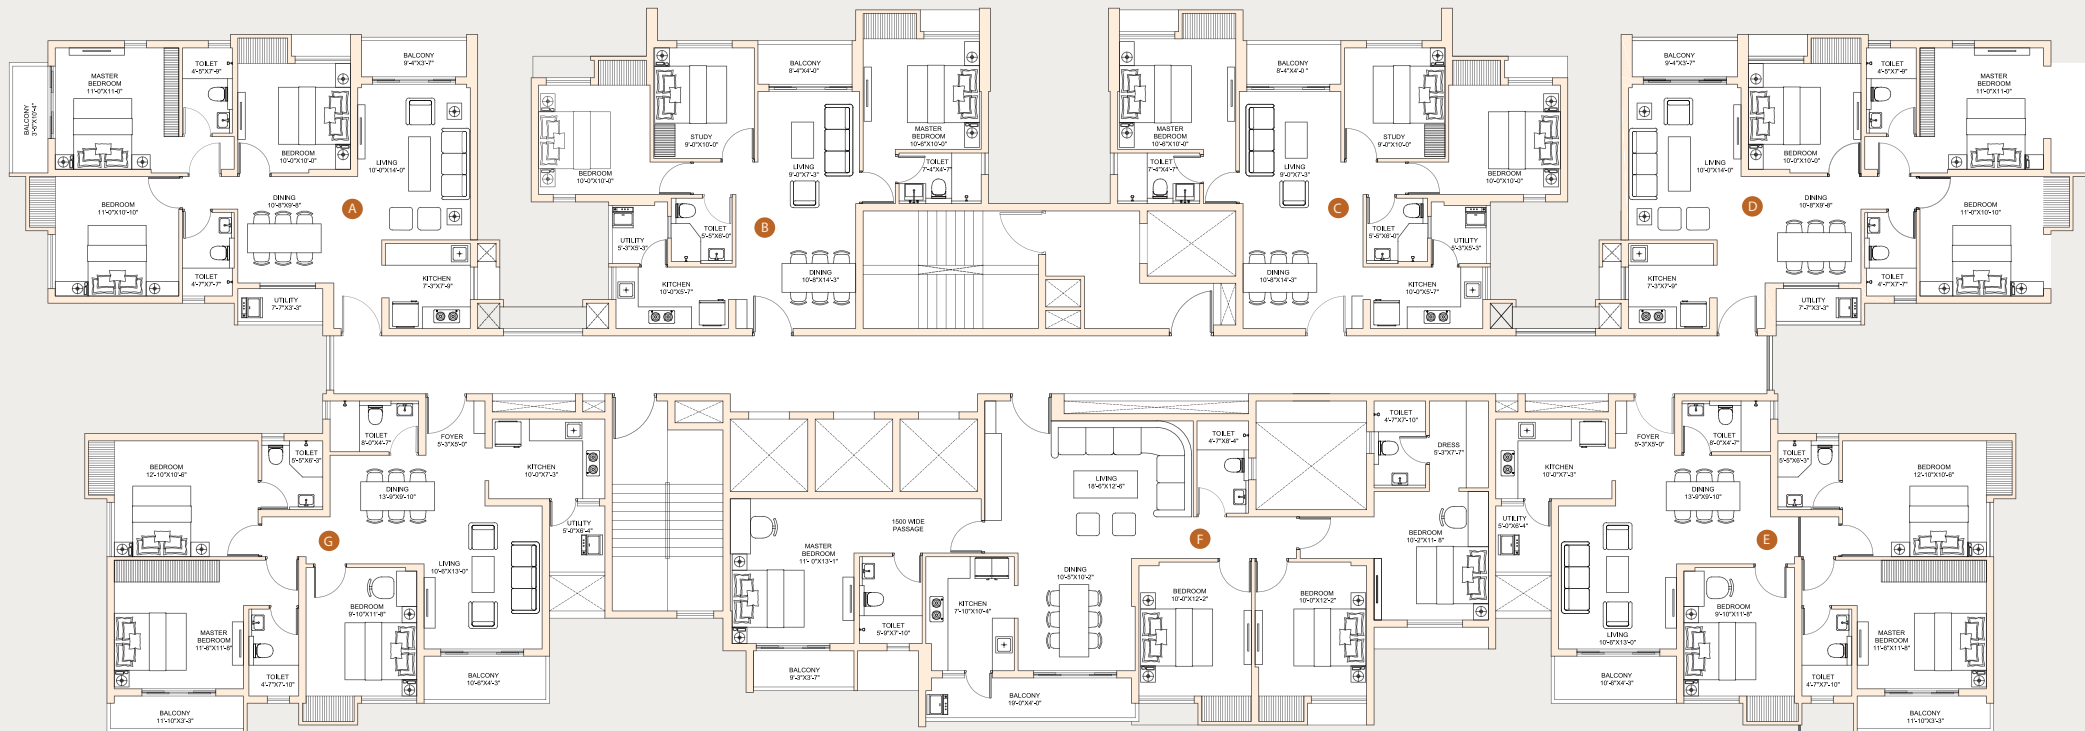 BALCONY
3'-6"X10'-4"
MASTER
BEDROOM
11'-0"X11'-0"
TOILET
4'-5"X7'-9"
BEDROOM
10'-0"X10'-0"
BALCONY
9'-4"X3'-7"
LIVING
10'-0"X14'-0"
BEDROOM
11'-0"X10'-10"
DINING
10'-8"X9'-8"
A
TOILET
4'-7"X7'-7"
UTILITY
7'-7"X3'-3"
KITCHEN
7'-3"X7'-9"
BEDROOM
10'-0"X10'-0"
STUDY
9'-0"X10'-0"
BALCONY
8'-4"X4'-0"
LIVING
9'-0"X7'-3"
MASTER
BEDROOM
10'-6"X10'-0"
TOILET
7'-4"X4'-7"
UTILITY
5'-3"X5'-3"
TOILET
5'-5"X6'-0"
B
KITCHEN
10'-0"X5'-7"
DINING
10'-8"X14'-3"
MASTER
BEDROOM
10'-6"X10'-0"
TOILET
7'-4"X4'-7"
BALCONY
8'-4"X4'-0"
LIVING
9'-0"X7'-3"
STUDY
9'-0"X10'-0"
BEDROOM
10'-0"X10'-0"
C
TOILET
5'-5"X6'-0"
UTILITY
5'-3"X5'-3"
DINING
10'-8"X14'-3"
KITCHEN
10'-0"X5'-7"
BALCONY
9'-4"X3'-7"
LIVING
10'-0"X14'-0"
BEDROOM
10'-0"X10'-0"
TOILET
4'-5"X7'-9"
MASTER
BEDROOM
11'-0"X11'-0"
D
DINING
10'-8"X9'-8"
BEDROOM
11'-0"X10'-10"
TOILET
4'-7"X7'-7"
KITCHEN
7'-3"X7'-9"
UTILITY
7'-7"X3'-3"
TOILET
8'-0"X4'-7"
FOYER
5'-3"X5'-0"
BEDROOM
12'-10"X10'-6"
TOILET
5'-5"X6'-3"
KITCHEN
10'-0"X7'-3"
DINING
13'-9"X9'-10"
G
UTILITY
5'-0"X6'-4"
LIVING
10'-6"X13'-0"
MASTER
BEDROOM
11'-6"X11'-8"
BEDROOM
9'-10"X11'-8"
TOILET
4'-7"X7'-10"
BALCONY
10'-6"X4'-3"
BALCONY
11'-10"X3'-3"
1500 WIDE
PASSAGE
MASTER
BEDROOM
11'- 0"X13'-1"
TOILET
5'-9"X7'-10"
BALCONY
9'-3"X3'-7"
LIVING
18'-6"X12'-6"
TOILET
4'-7"X8'-4"
F
DINING
10'-5"X10'-2"
KITCHEN
7'-10"X10'-4"
BALCONY
19'-0"X4'-0"
BEDROOM
10'-0"X12'-2"
BEDROOM
10'-0"X12'-2"
TOILET
4'-7"X7'-10"
DRESS
5'-3"X7'-7"
BEDROOM
10'-2"X11'- 8"
FOYER
5'-3"X5'-0"
TOILET
8'-0"X4'-7"
KITCHEN
10'-0"X7'-3"
UTILITY
5'-0"X6'-4"
DINING
13'-9"X9'-10"
TOILET
5'-5"X6'-3"
BEDROOM
12'-10"X10'-6"
E
LIVING
10'-6"X13'-0"
BEDROOM
9'-10"X11'-8"
MASTER
BEDROOM
11'-6"X11'-8"
TOILET
4'-7"X7'-10"
BALCONY
10'-6"X4'-3"
BALCONY
11'-10"X3'-3"